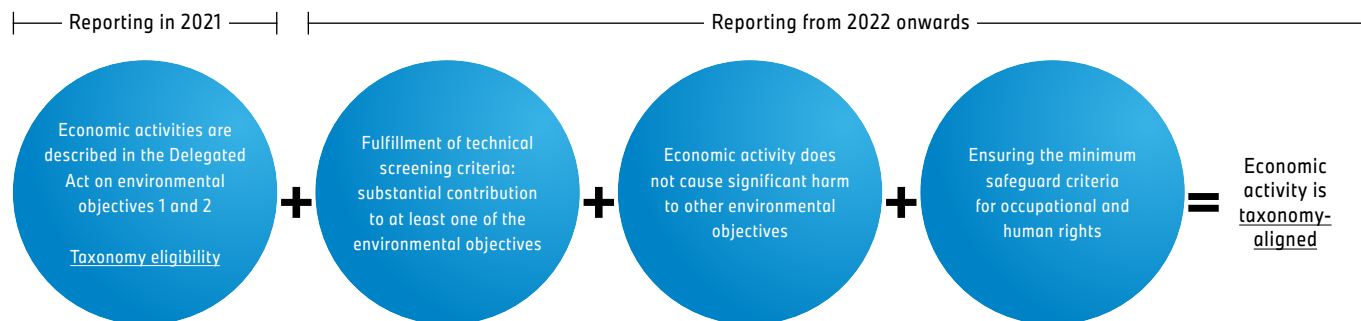 Reporting in 2021
Reporting from 2022 onwards
Economic activities are
described in the Delegated
Act on environmental
objectives 1 and 2
Taxonomy eligibility
+
Fulfillment of technical
screening criteria:
substantial contribution
to at least one of the
environmental objectives
+
Economic activity does
not cause significant harm
to other environmental
objectives
+
Ensuring the minimum
safeguard criteria
for occupational and
human rights
=
Economic
activity is
taxonomy-
aligned